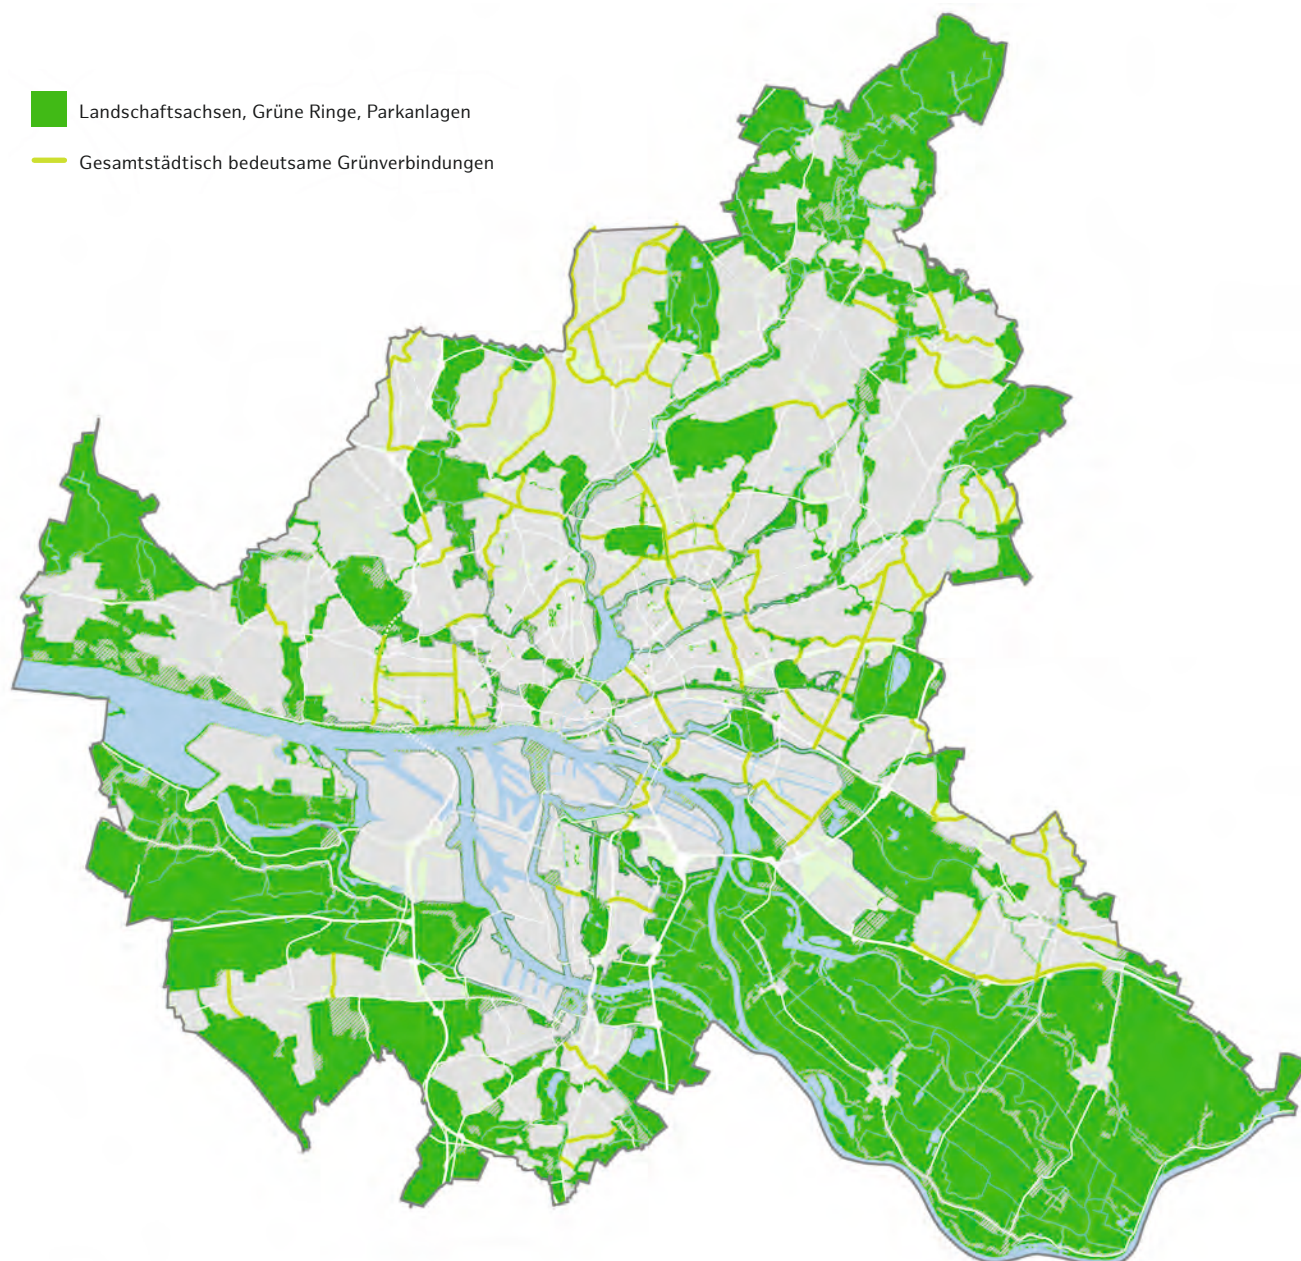 Landschaftsachsen, Grüne Ringe, Parkanlagen
Gesamtstädtisch bedeutsame Grünverbindungen